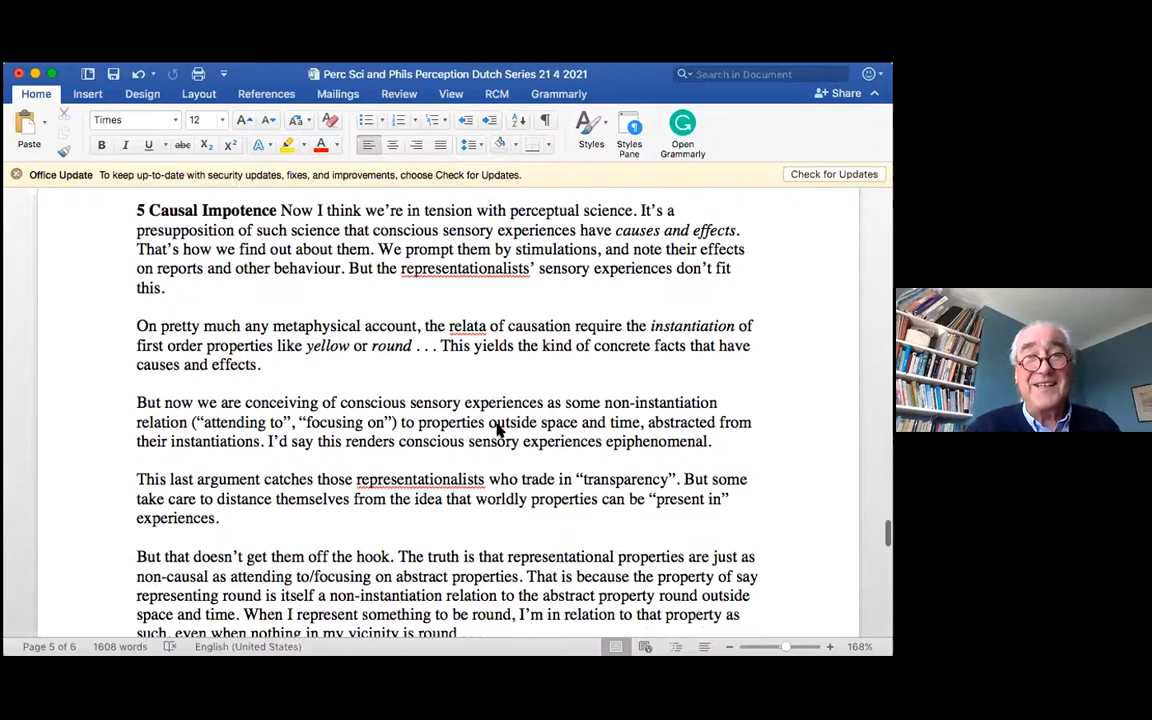 Perc Sci and Phils Perception Dutch Series 21 4 2021
Search in Document
Home Insert Design Layout References Mailings Review View RCM Grammarly
Share
Paste
Times
12
Styles
Styles Pane
Open Grammarly
Office Update To keep up-to-date with security updates, fixes, and improvements, choose Check for Updates.
Check for Updates
5 Causal Impotence Now I think we're in tension with perceptual science. It's a
presupposition of such science that conscious sensory experiences have causes and effects.
That's how we find out about them. We prompt them by stimulations, and note their effects
on reports and other behaviour. But the representationalists' sensory experiences don't fit
this.
On pretty much any metaphysical account, the relata of causation require the instantiation of
first order properties like yellow or round . . . This yields the kind of concrete facts that have
causes and effects.
But now we are conceiving of conscious sensory experiences as some non-instantiation
relation ("attending to", "focusing on") to properties outside space and time, abstracted from
their instantiations. I'd say this renders conscious sensory experiences epiphenomenal.
This last argument catches those representationalists who trade in "transparency". But some
take care to distance themselves from the idea that worldly properties can be "present in"
experiences.
But that doesn't get them off the hook. The truth is that representational properties are just as
non-causal as attending to/focusing on abstract properties. That is because the property of say
representing round is itself a non-instantiation relation to the abstract property round outside
space and time. When I represent something to be round, I'm in relation to that property as
such, even when nothing in my vicinity is round
Page 5 of 6 1608 words English (United States) 168%